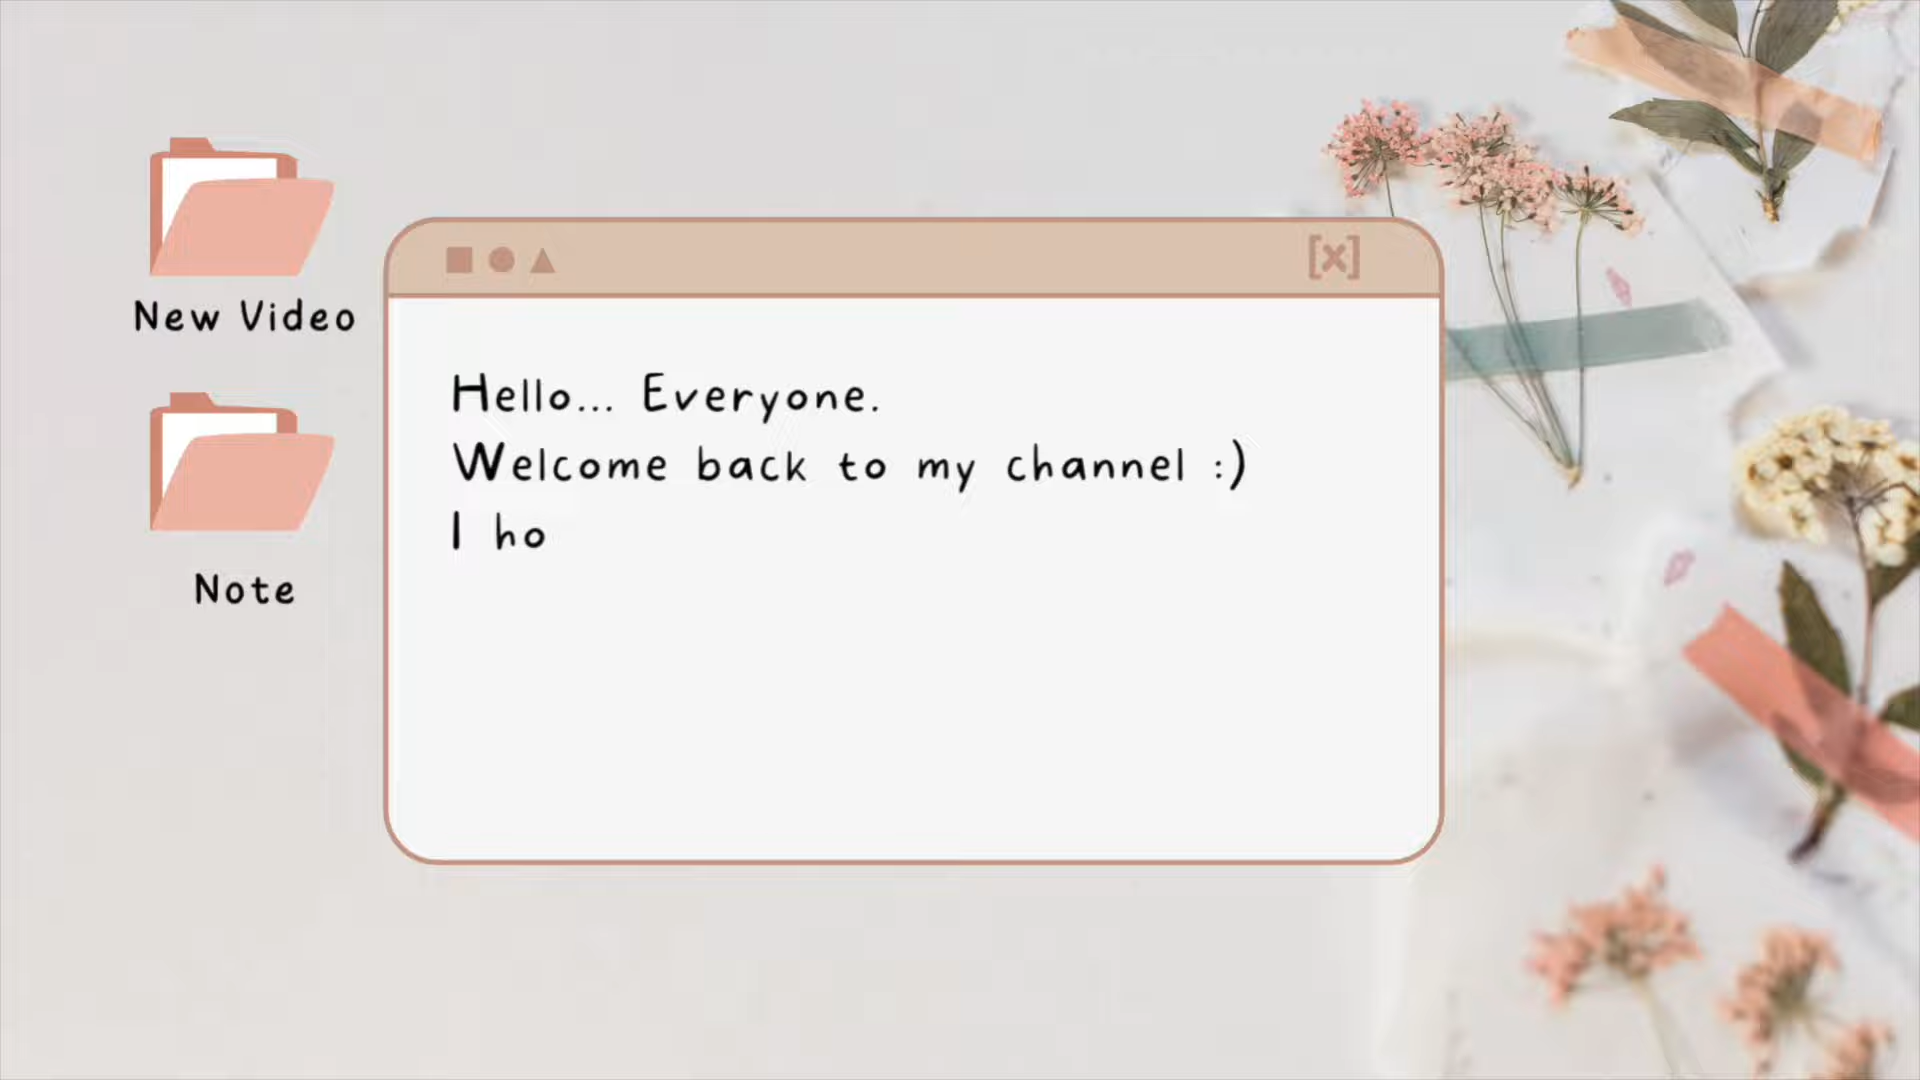 New Video
Note
[x]
Hello... Everyone.
Welcome back to my channel :)
I ho